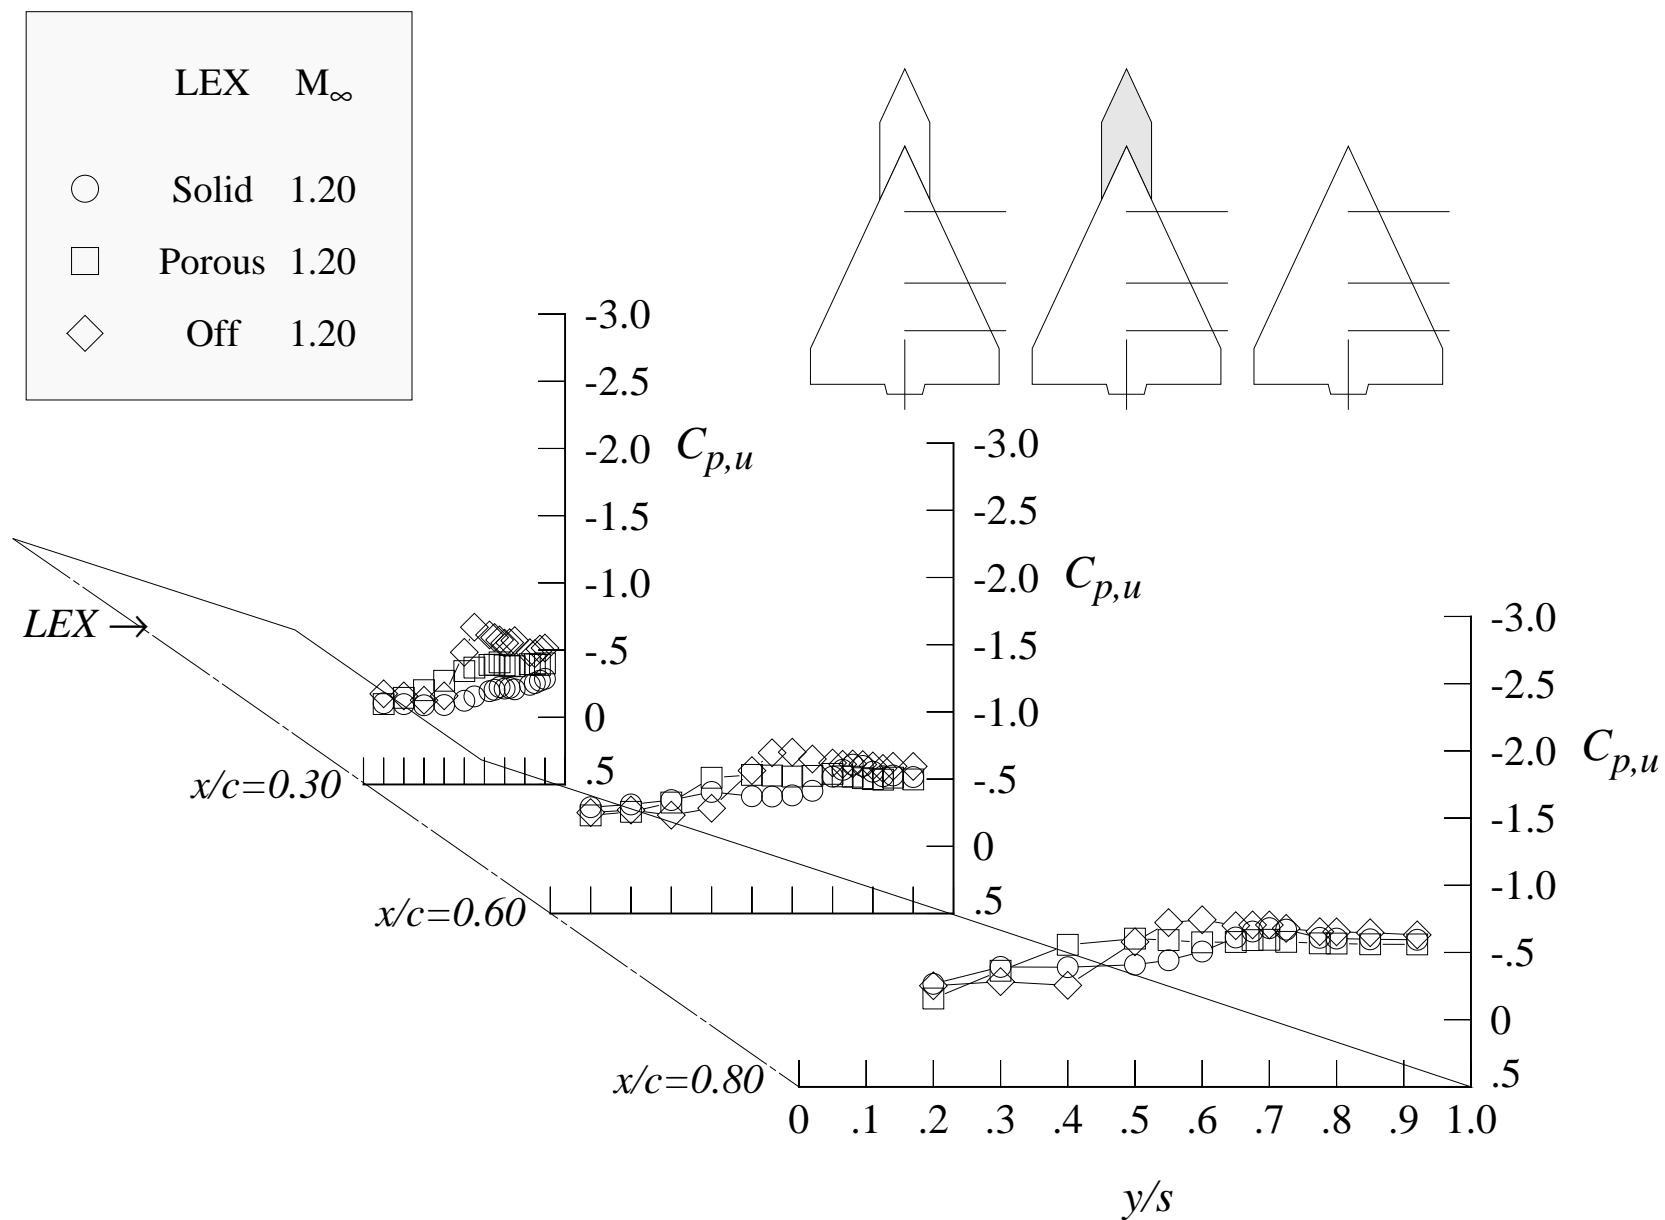 LEX M∞
Solid 1.20
Porous 1.20
Off 1.20
-3.0
-2.5
-2.0 Cp,u
-1.5
-1.0
-.5
0
.5
-3.0
-2.5
-2.0 Cp,u
-1.5
-1.0
-.5
0
.5
-3.0
-2.5
-2.0 Cp,u
-1.5
-1.0
-.5
0
.5
LEX →
x/c=0.30
x/c=0.60
x/c=0.80
0 .1 .2 .3 .4 .5 .6 .7 .8 .9 1.0
y/s